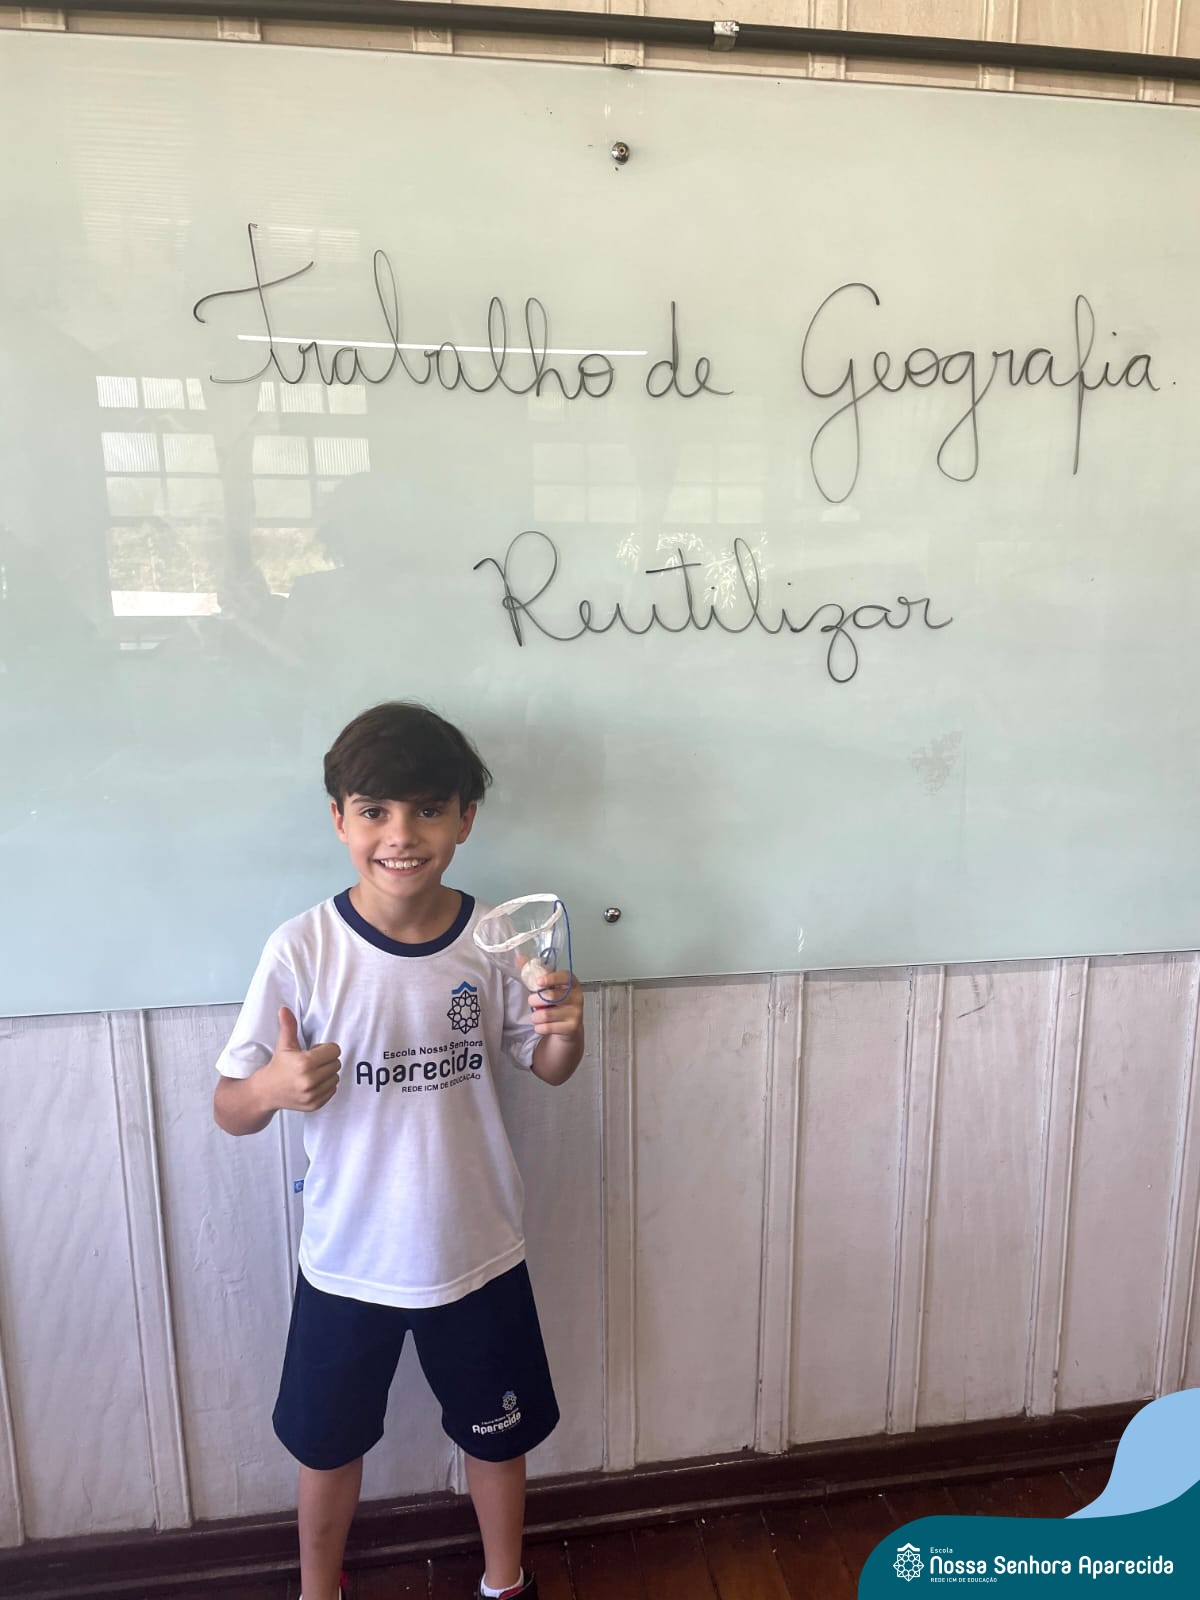 Trabalho de Geografia.
Reutilizar
Escola Nossa Senhora
Aparecida
REDE ICM DE EDUCAÇÃO
Aparecida
Escola
Nossa Senhora Aparecida
REDE ICM DE EDUCAÇÃO